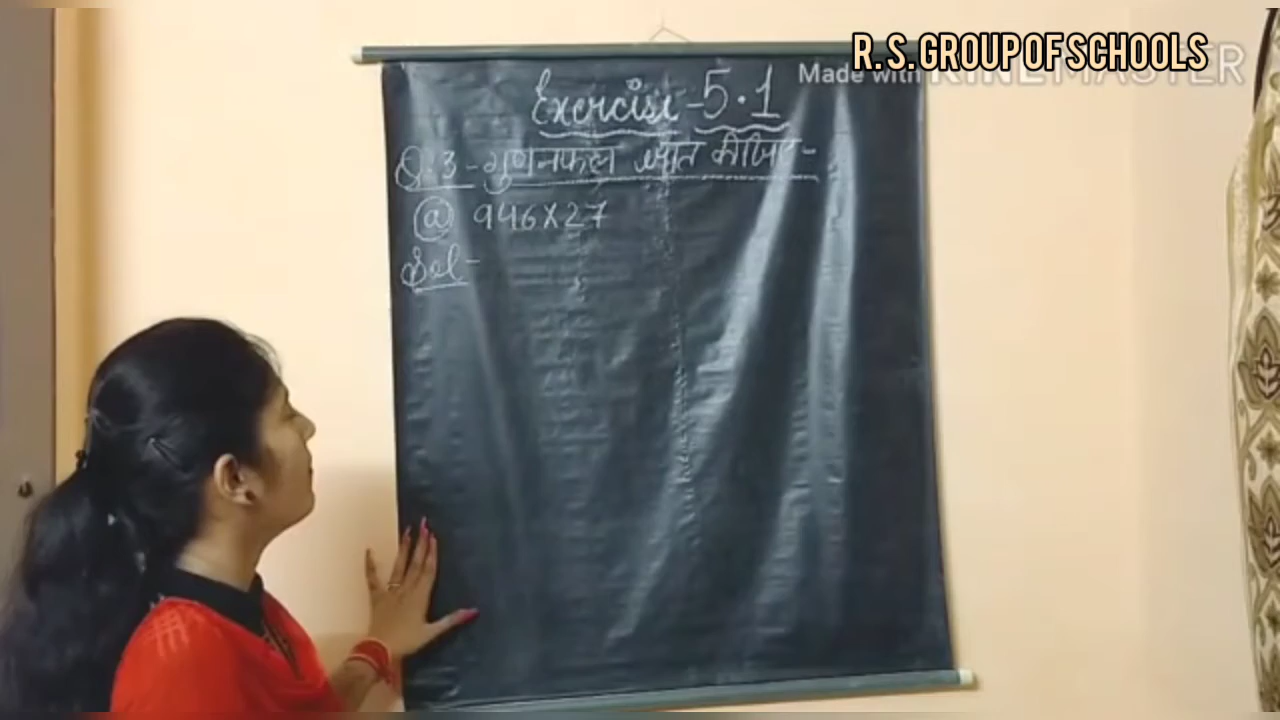 R. S. GROUP OF SCHOOLS
Made with KINEMASTER
Exercise - 5.1
Q.3 - गुणनफल ज्ञात कीजिए -
(a) 946X27
Sol -